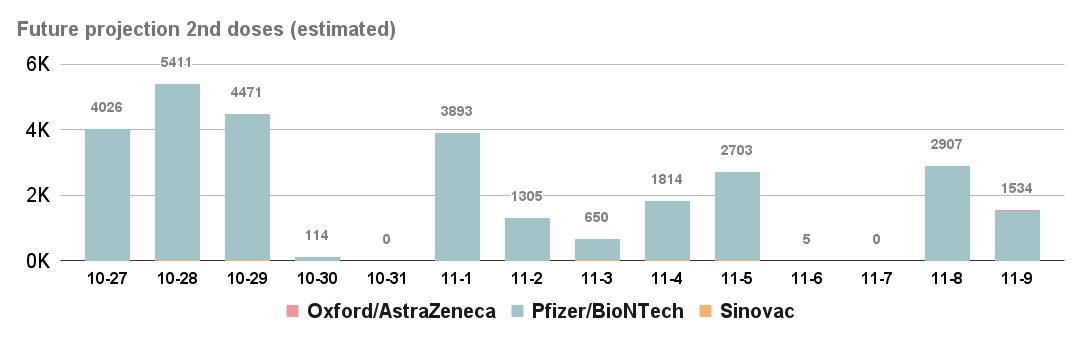 Future projection 2nd doses (estimated)
6K
5411
4471
4026
3893
4K
2907
2703
1814
1534
2K
1305
650
114
0
5
0
0K
10-27 10-28 10-29 10-30 10-31 11-1 11-2 11-3 11-4 11-5 11-6 11-7 11-8 11-9
Oxford/AstraZeneca Pfizer/BioNTech Sinovac